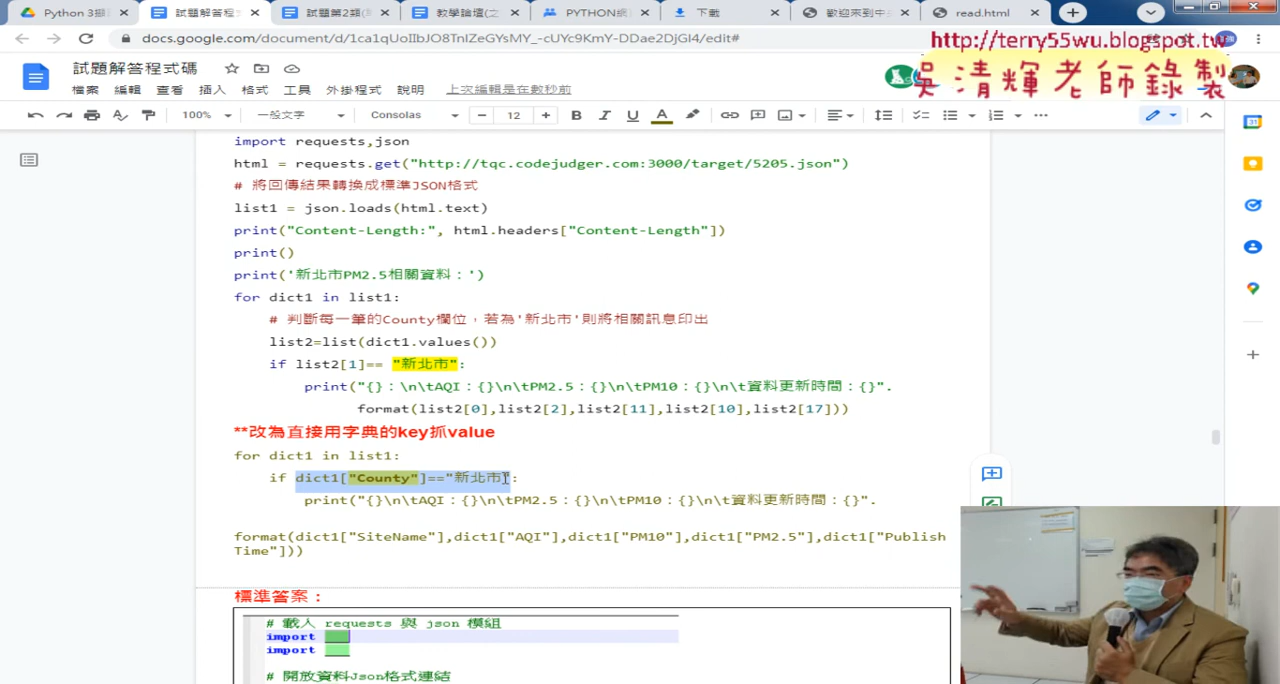 Python 3擬
試題解答程式
試題第2類(
教學論壇(之
PYTHON網
下載
歡迎來到中
read.html
docs.google.com/document/d/1ca1qUoIIbJO8TnIZeGYsMY_-cUYc9KmY-DDae2DjGI4/edit#
http://terry55wu.blogspot.tw
吳清輝老師錄製
試題解答程式碼
檔案 編輯 查看 插入 格式 工具 外掛程式 說明 上次編輯是在數秒前
100% 一般文字 Consolas 12 B I U A
import requests,json
html = requests.get("http://tqc.codejudger.com:3000/target/5205.json")
# 將回傳結果轉換成標準JSON格式
list1 = json.loads(html.text)
print("Content-Length:", html.headers["Content-Length"])
print()
print('新北市PM2.5相關資料：')
for dict1 in list1:
# 判斷每一筆的County欄位，若為'新北市'則將相關訊息印出
list2=list(dict1.values())
if list2[1]== "新北市":
print("{}：\n\tAQI：{}\n\tPM2.5：{}\n\tPM10：{}\n\t資料更新時間：{}".
format(list2[0],list2[2],list2[11],list2[10],list2[17]))
**改為直接用字典的key抓value
for dict1 in list1:
if dict1["County"]=="新北市":
print("{}\n\tAQI：{}\n\tPM2.5：{}\n\tPM10：{}\n\t資料更新時間：{}".
format(dict1["SiteName"],dict1["AQI"],dict1["PM10"],dict1["PM2.5"],dict1["Publish
Time"]))
標準答案：
# 載入 requests 與 json 模組
import
import
# 開放資料Json格式連結